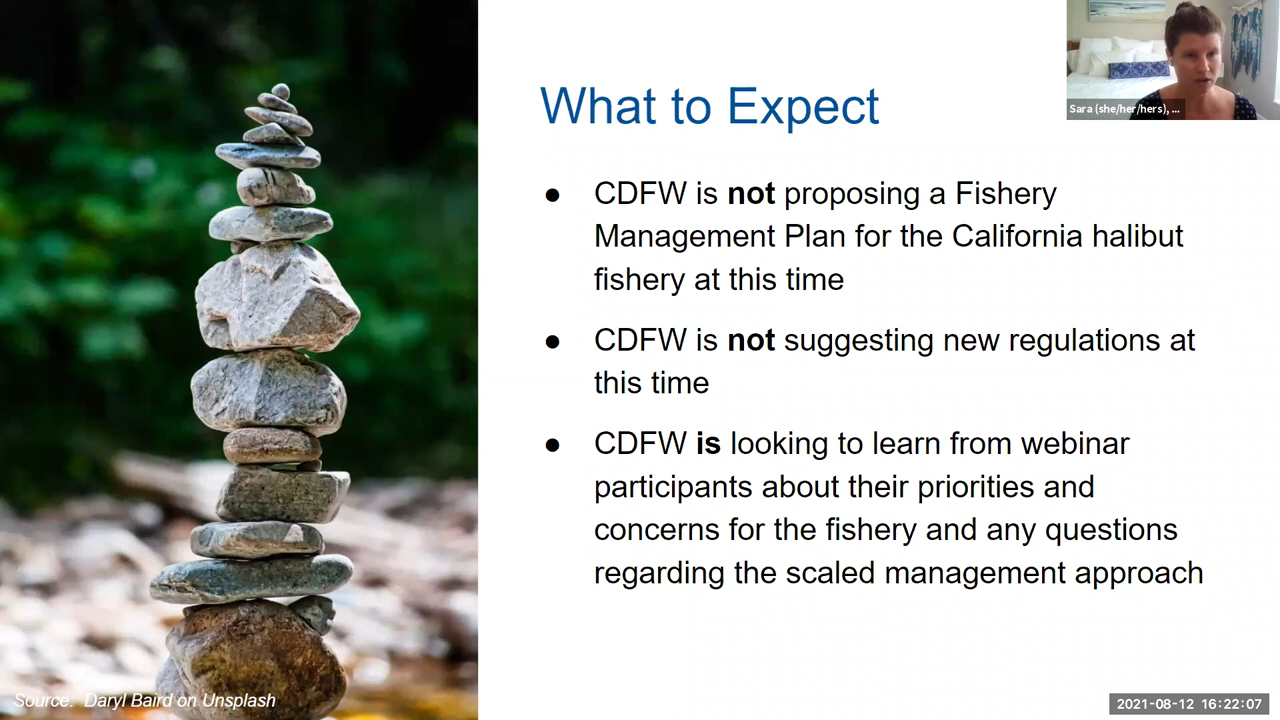 What to Expect
● CDFW is not proposing a Fishery
Management Plan for the California halibut
fishery at this time
● CDFW is not suggesting new regulations at
this time
● CDFW is looking to learn from webinar
participants about their priorities and
concerns for the fishery and any questions
regarding the scaled management approach
Sara (she/her/hers), ...
Source: Daryl Baird on Unsplash
2021-08-12 16:22:07